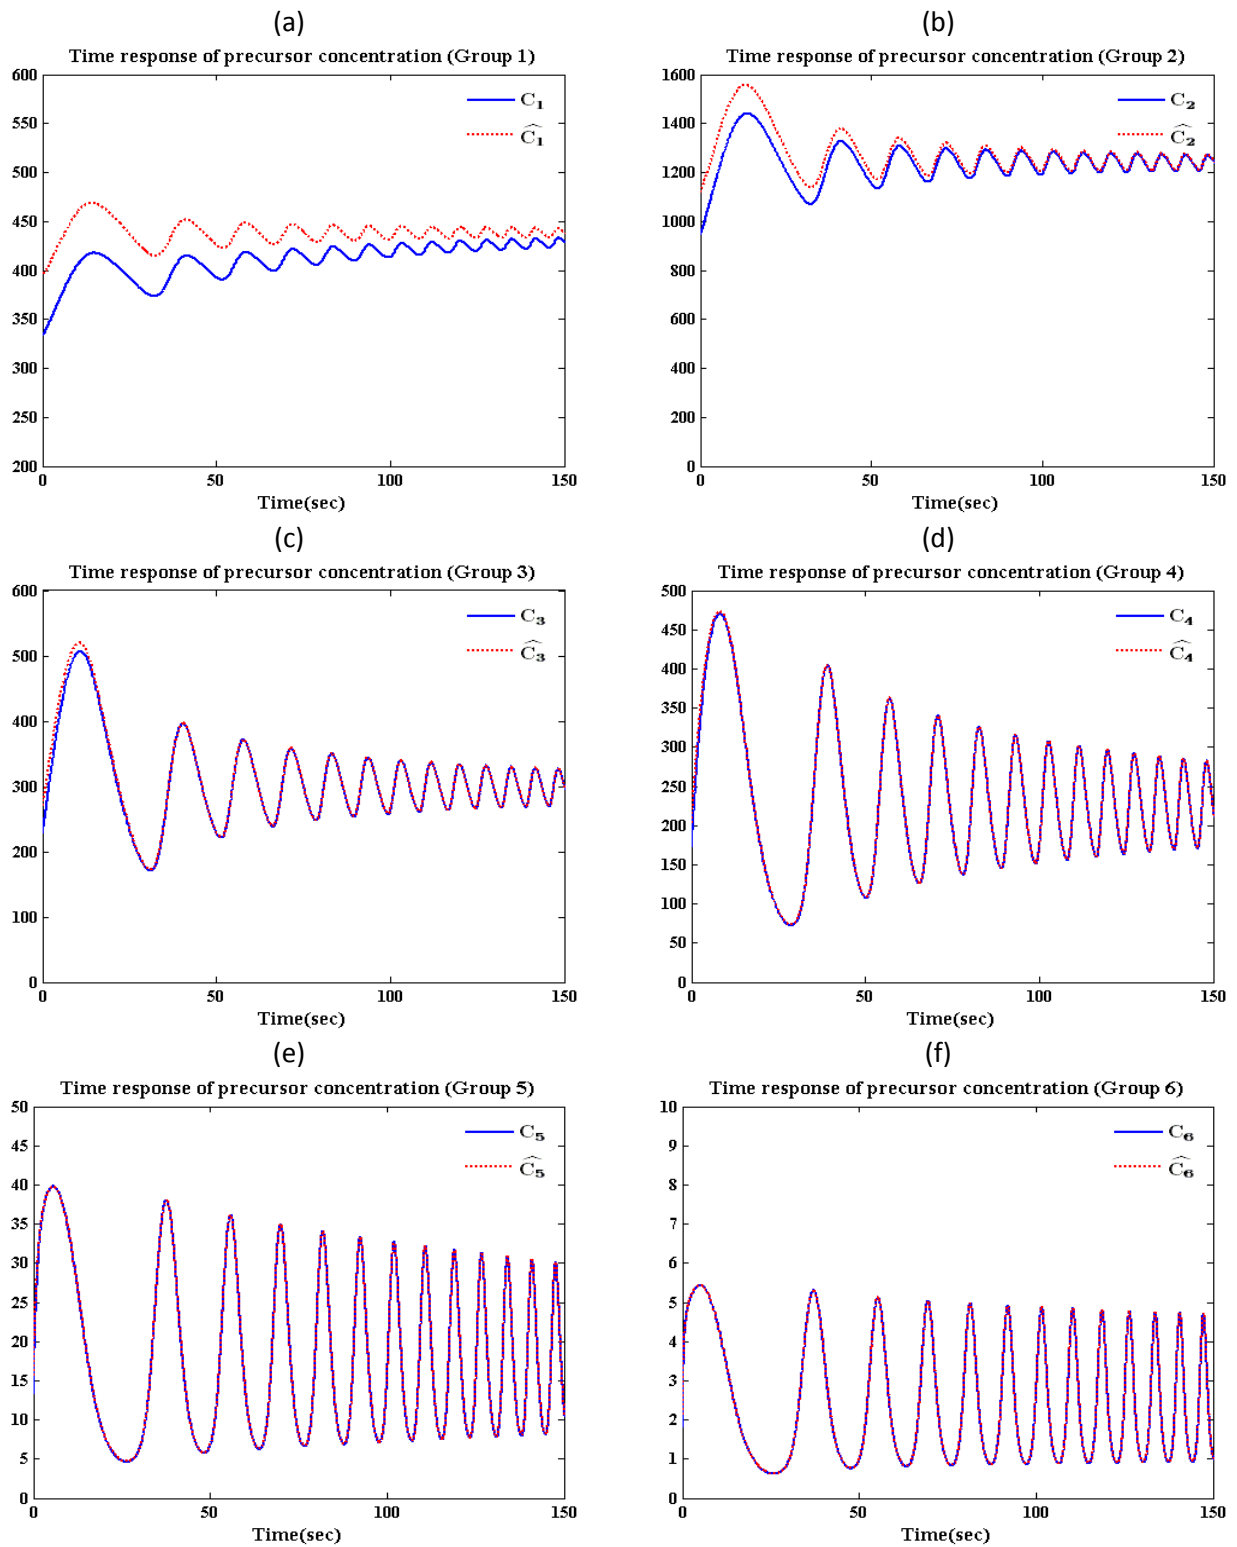 (a)
Time response of precursor concentration (Group 1)
600
550
500
450
400
350
300
250
200
0
50
100
150
Time(sec)
C₁
Ĉ₁
(b)
Time response of precursor concentration (Group 2)
1600
1400
1200
1000
800
600
400
200
0
0
50
100
150
Time(sec)
C₂
Ĉ₂
(c)
Time response of precursor concentration (Group 3)
600
500
400
300
200
100
0
0
50
100
150
Time(sec)
C₃
Ĉ₃
(d)
Time response of precursor concentration (Group 4)
500
450
400
350
300
250
200
150
100
50
0
0
50
100
150
Time(sec)
C₄
Ĉ₄
(e)
Time response of precursor concentration (Group 5)
50
45
40
35
30
25
20
15
10
5
0
0
50
100
150
Time(sec)
C₅
Ĉ₅
(f)
Time response of precursor concentration (Group 6)
10
9
8
7
6
5
4
3
2
1
0
0
50
100
150
Time(sec)
C₆
Ĉ₆